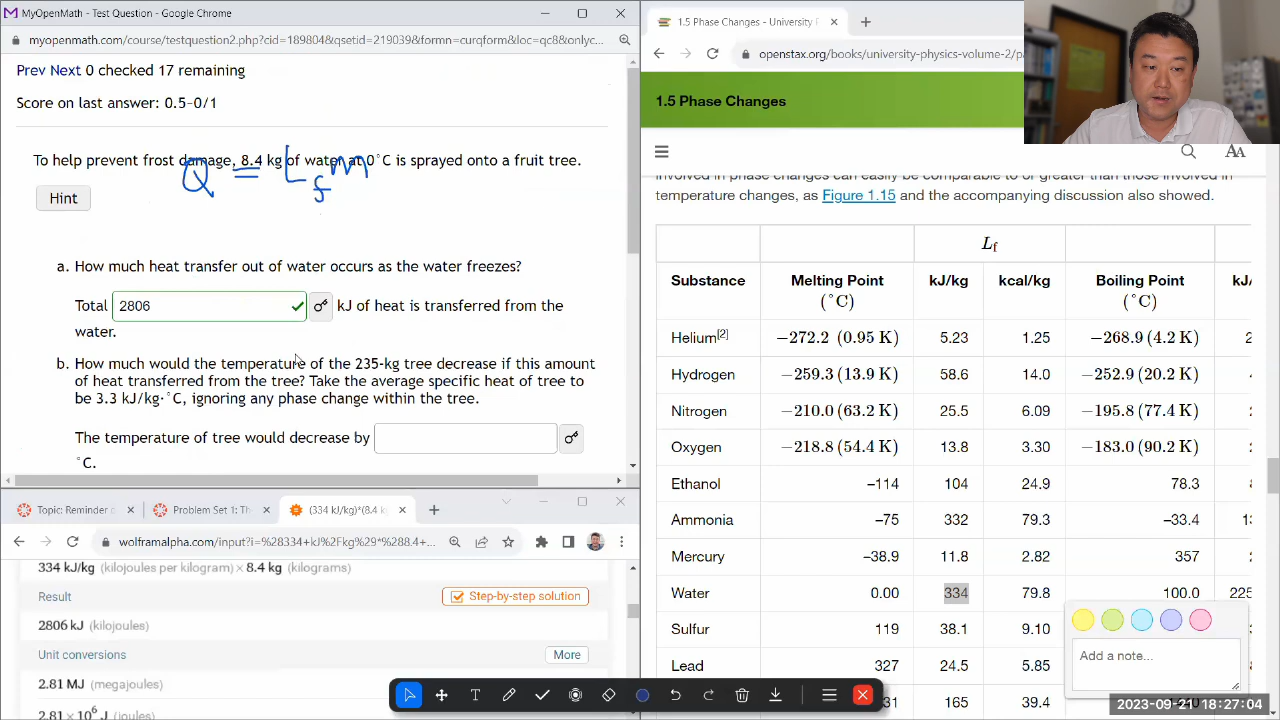 MyOpenMath - Test Question - Google Chrome
myopenmath.com/course/testquestion.php?cid=189804&qsetid=219039&formn=curqform&loc=qc8&onlyc...
Prev Next 0 checked 17 remaining
Score on last answer: 0.5-0/1
To help prevent frost damage, 8.4 kg of water at 0°C is sprayed onto a fruit tree.
Q = Lf m
Hint
a. How much heat transfer out of water occurs as the water freezes?
Total 2806 kJ of heat is transferred from the
water.
b. How much would the temperature of the 235-kg tree decrease if this amount
of heat transferred from the tree? Take the average specific heat of tree to
be 3.3 kJ/kg·°C, ignoring any phase change within the tree.
The temperature of tree would decrease by
°C.
Topic: Reminder
Problem Set 1: Th
(334 kJ/kg)*(8.4 k
wolframalpha.com/input?i=%28334+kJ%2Fkg%29*%288.4+...
334 kJ/kg (kilojoules per kilogram) × 8.4 kg (kilograms)
Result
Step-by-step solution
2806 kJ (kilojoules)
Unit conversions
More
2.81 MJ (megajoules)
2.81×10⁶ J (joules)
1.5 Phase Changes - University P
openstax.org/books/university-physics-volume-2/pa
1.5 Phase Changes
AA
involved in phase changes can easily be comparable to or greater than those involved in
temperature changes, as Figure 1.15 and the accompanying discussion also showed.
Lf
Substance Melting Point (°C) kJ/kg kcal/kg Boiling Point (°C) kJ/
Helium[2] −272.2 (0.95 K) 5.23 1.25 −268.9 (4.2 K) 2
Hydrogen −259.3 (13.9 K) 58.6 14.0 −252.9 (20.2 K)
Nitrogen −210.0 (63.2 K) 25.5 6.09 −195.8 (77.4 K)
Oxygen −218.8 (54.4 K) 13.8 3.30 −183.0 (90.2 K)
Ethanol −114 104 24.9 78.3
Ammonia −75 332 79.3 −33.4 13
Mercury −38.9 11.8 2.82 357
Water 0.00 334 79.8 100.0 225
Sulfur 119 38.1 9.10
Lead 327 24.5 5.85
31 165 39.4
Add a note...
T
2023-09-21 18:27:04